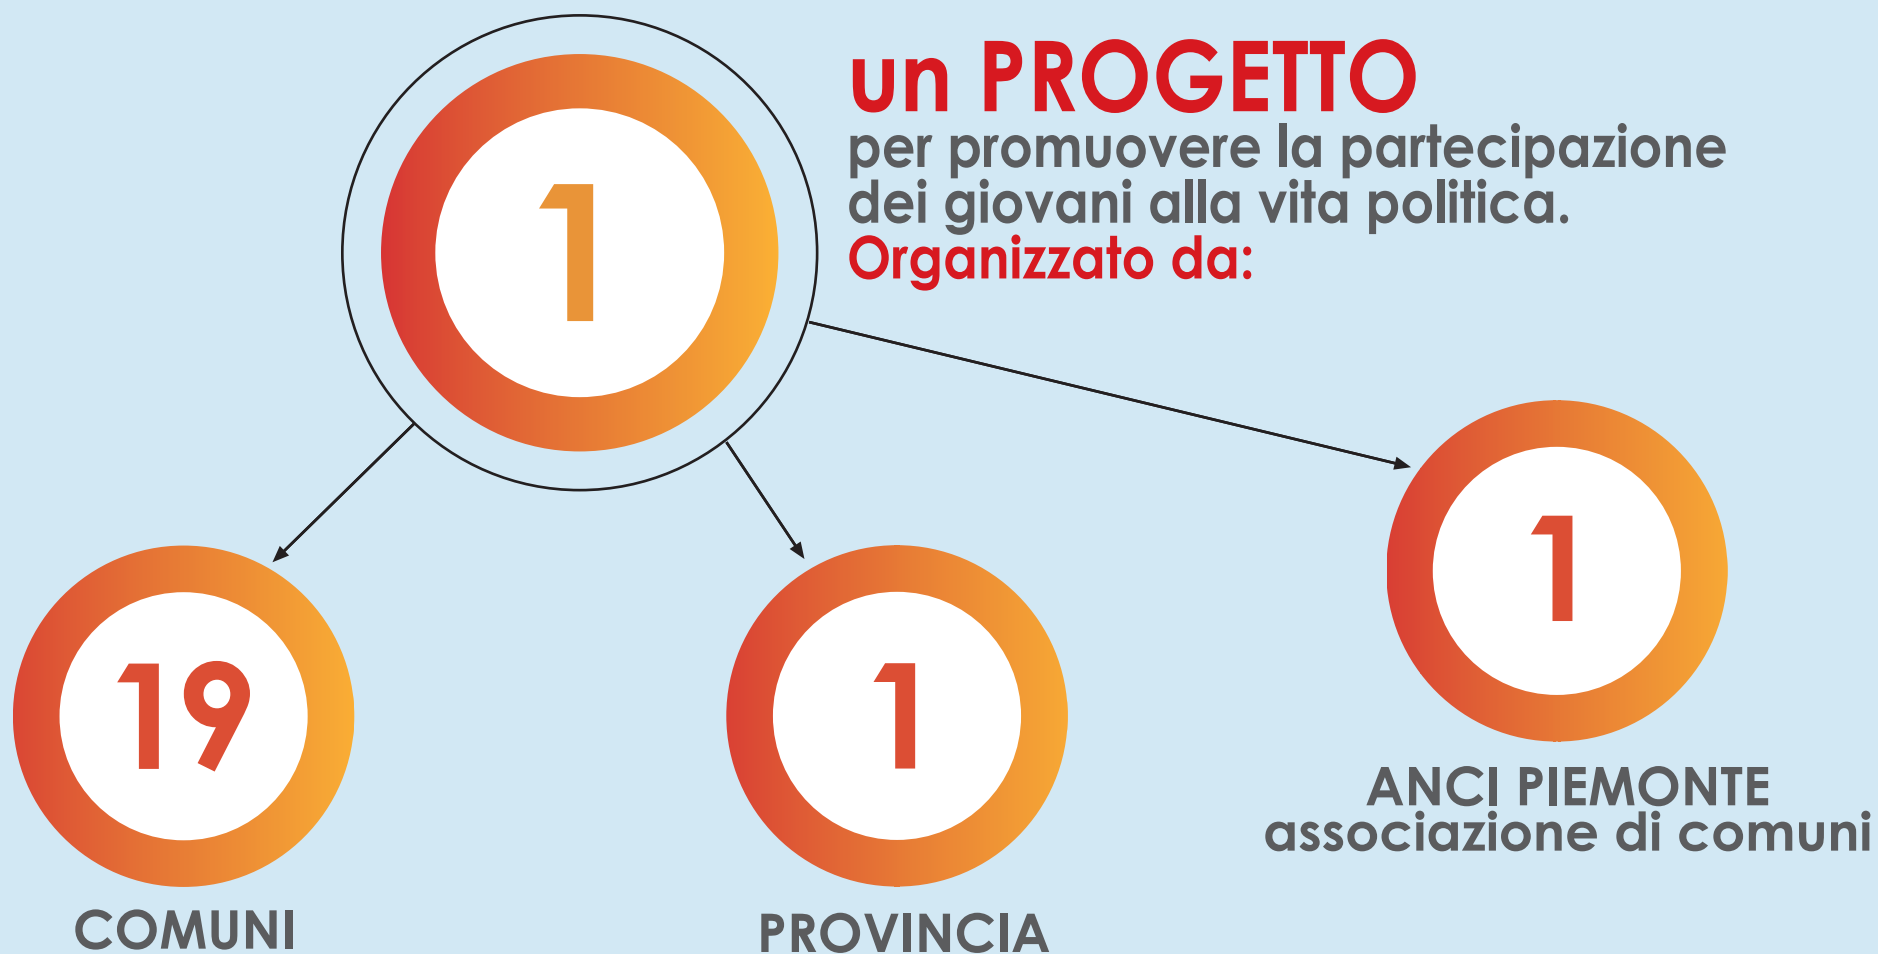 1
un PROGETTO
per promuovere la partecipazione
dei giovani alla vita politica.
Organizzato da:
19
COMUNI
1
PROVINCIA
1
ANCI PIEMONTE
associazione di comuni